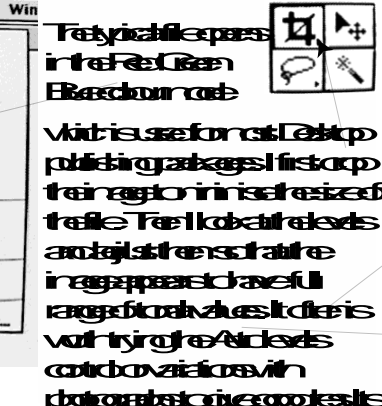 Win
The typical file opens
in the Red Green
Blue colour mode
which is used for most Desktop
publishing packages. I first crop
the image to minimise the size of
the file. Then I look at the levels
and adjust them so that the
image appears to have a full
range of tonal values. It often is
worth trying the Auto levels
control on variations with
photographs to give good results